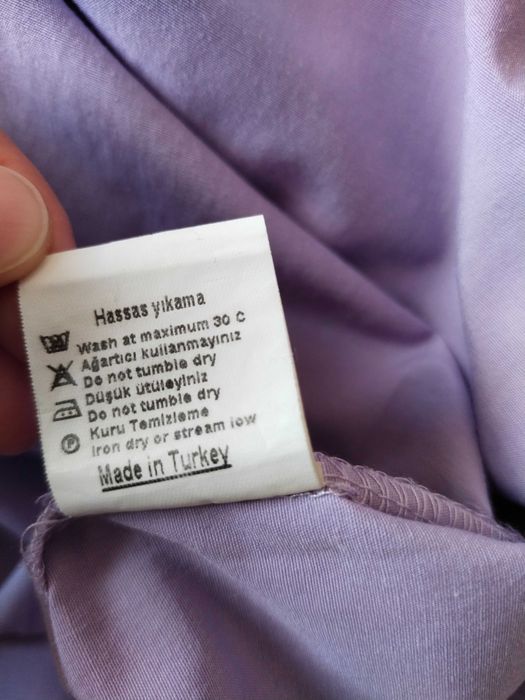 Hassas yıkama
Wash at maximum 30 C
Ağartıcı kullanmayınız
Do not tumble dry
Düşük ütüleyiniz
Do not tumble dry
Kuru Temizleme
Iron dry or stream low
Made in Turkey